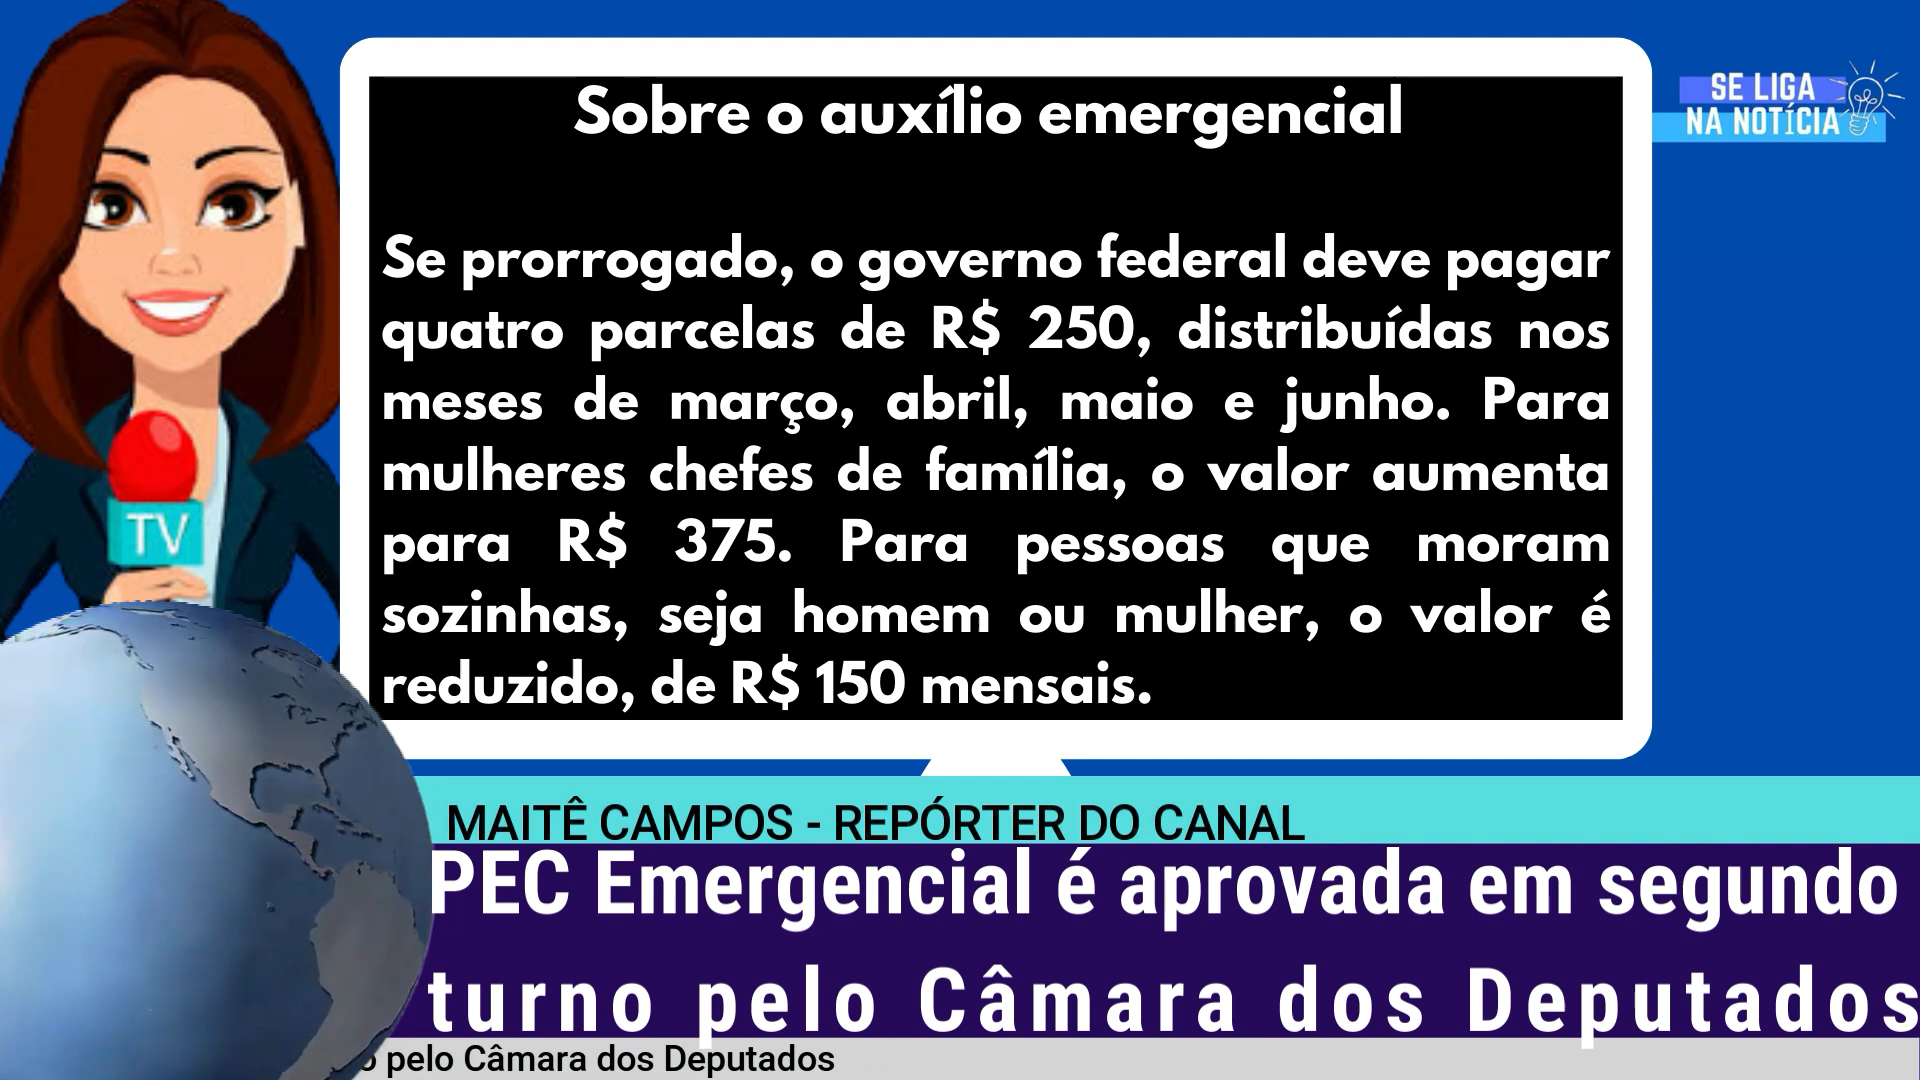 Sobre o auxílio emergencial
SE LIGA
NA NOTÍCIA
Se prorrogado, o governo federal deve pagar
quatro parcelas de R$ 250, distribuídas nos
meses de março, abril, maio e junho. Para
mulheres chefes de família, o valor aumenta
para R$ 375. Para pessoas que moram
sozinhas, seja homem ou mulher, o valor é
reduzido, de R$ 150 mensais.
TV
MAITÊ CAMPOS - REPÓRTER DO CANAL
PEC Emergencial é aprovada em segundo
turno pelo Câmara dos Deputados
pelo Câmara dos Deputados